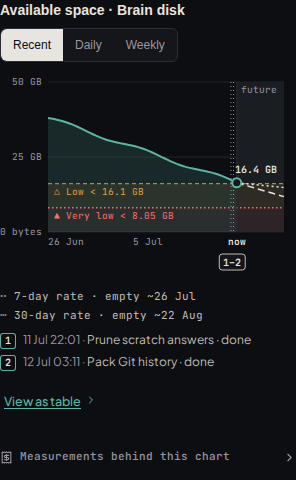 Available space · Brain disk
Recent Daily Weekly
50 GB
future
25 GB
16.4 GB
△ Low < 16.1 GB
▲ Very low < 8.05 GB
0 bytes
26 Jun 5 Jul now
1–2
7-day rate · empty ~26 Jul
30-day rate · empty ~22 Aug
1 11 Jul 22:01 · Prune scratch answers · done
2 12 Jul 03:11 · Pack Git history · done
View as table >
Measurements behind this chart >